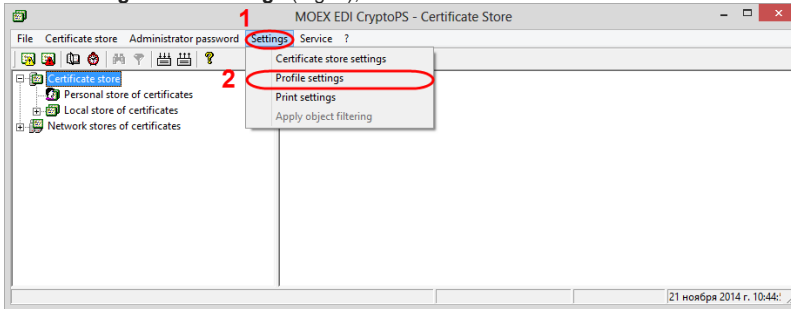 1
MOEX EDI CryptoPS - Certificate Store
File Certificate store Administrator password Settings Service ?
Certificate store settings
Certificate store
2
Profile settings
Personal store of certificates
Print settings
Local store of certificates
Apply object filtering
Network stores of certificates
21 ноября 2014 г. 10:44: